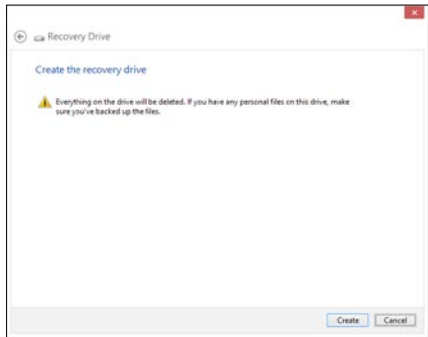 Recovery Drive
Create the recovery drive
Everything on the drive will be deleted. If you have any personal files on this drive, make
sure you've backed up the files.
Create Cancel